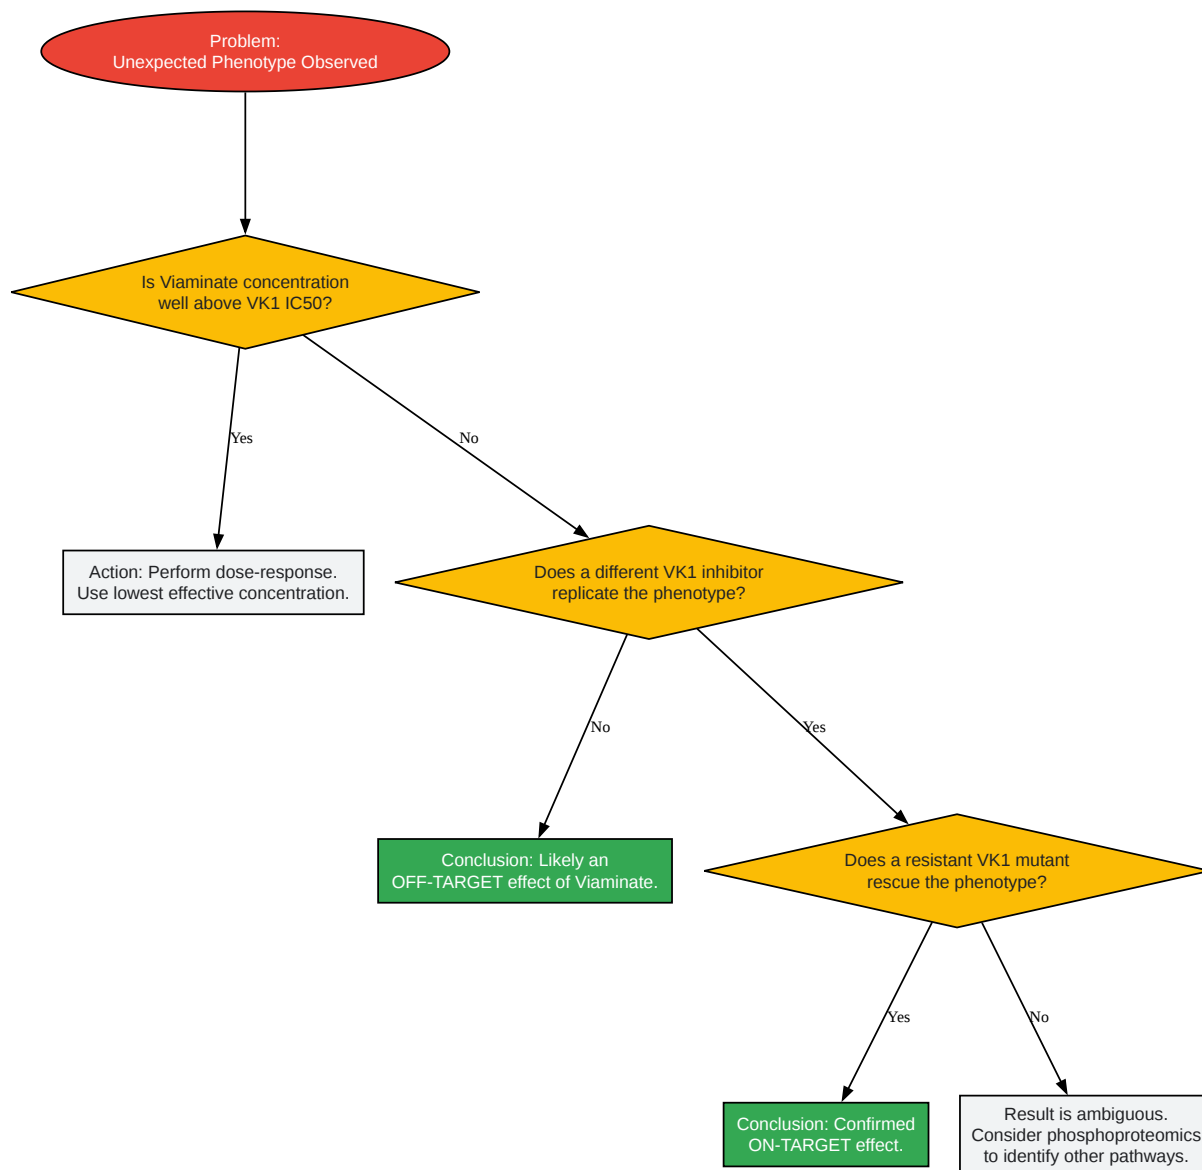 Problem:
Unexpected Phenotype Observed
Is Viaminate concentration
well above VK1 IC50?
Yes
No
Action: Perform dose-response.
Use lowest effective concentration.
Does a different VK1 inhibitor
replicate the phenotype?
No
Yes
Conclusion: Likely an
OFF-TARGET effect of Viaminate.
Does a resistant VK1 mutant
rescue the phenotype?
Yes
No
Conclusion: Confirmed
ON-TARGET effect.
Result is ambiguous.
Consider phosphoproteomics
to identify other pathways.